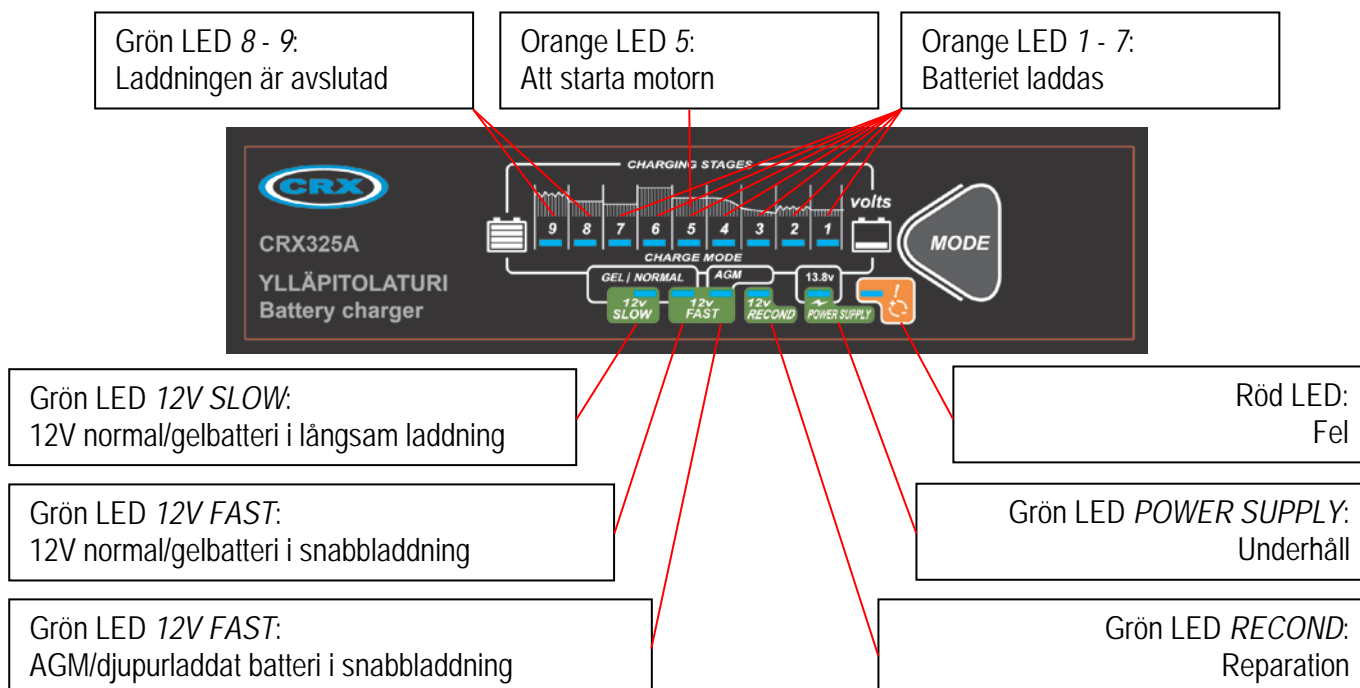 Grön LED 8 - 9:
Laddningen är avslutad
Orange LED 5:
Att starta motorn
Orange LED 1 - 7:
Batteriet laddas
CHARGING STAGES
CRX
volts
9 8 7 6 5 4 3 2 1
MODE
CRX325A
CHARGE MODE
YLLÄPITOLATURI
Battery charger
GEL / NORMAL
AGM
13.8v
12v
SLOW
12v
FAST
12v
RECOND
POWER SUPPLY
!
Grön LED 12V SLOW:
12V normal/gelbatteri i långsam laddning
Röd LED:
Fel
Grön LED 12V FAST:
12V normal/gelbatteri i snabbladdning
Grön LED POWER SUPPLY:
Underhåll
Grön LED 12V FAST:
AGM/djupurladdat batteri i snabbladdning
Grön LED RECOND:
Reparation